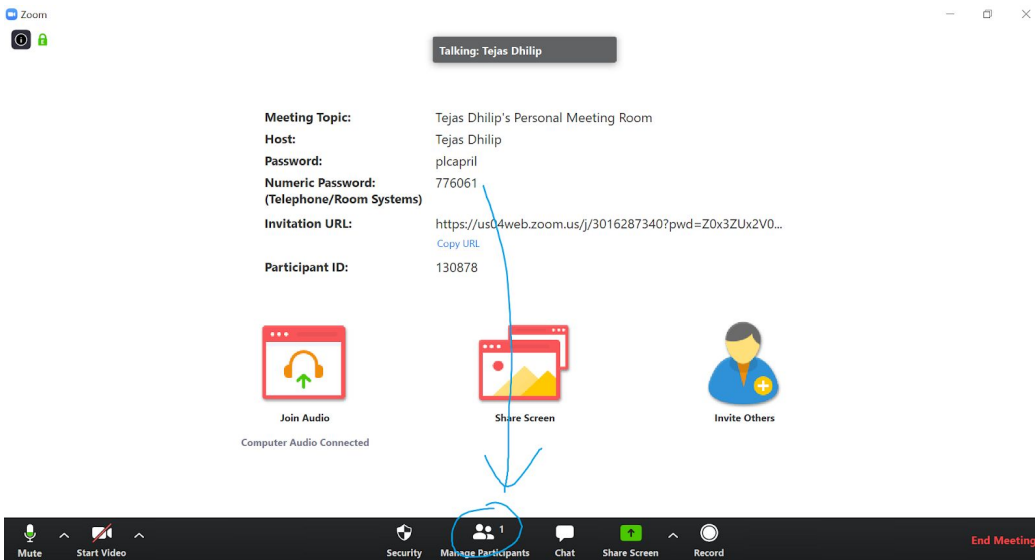 Zoom
Talking: Tejas Dhilip
Meeting Topic: Tejas Dhilip's Personal Meeting Room
Host: Tejas Dhilip
Password: plcapril
Numeric Password: 776061
(Telephone/Room Systems)
Invitation URL: https://us04web.zoom.us/j/3016287340?pwd=Z0x3ZUx2V0...
Copy URL
Participant ID: 130878
Join Audio Share Screen Invite Others
Computer Audio Connected
1
Mute Start Video Security Manage Participants Chat Share Screen Record End Meeting